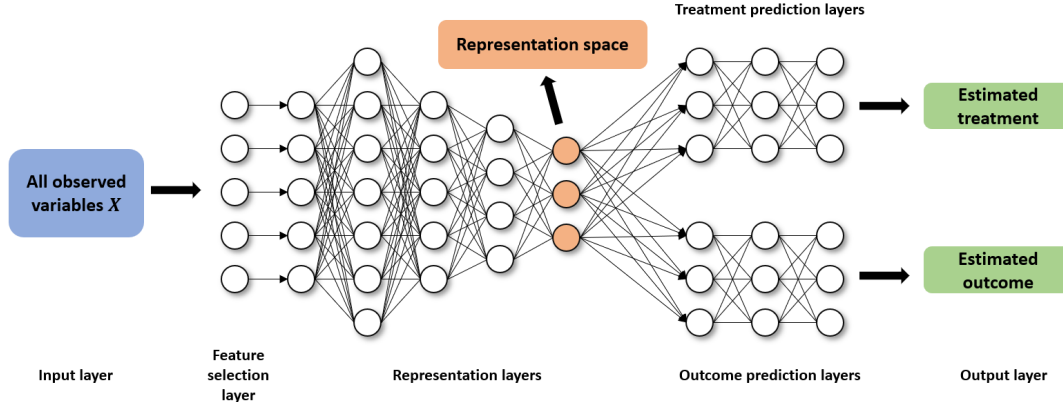 Treatment prediction layers
Representation space
Estimated
treatment
All observed
variables X
Estimated
outcome
Input layer
Feature
selection
layer
Representation layers
Outcome prediction layers
Output layer